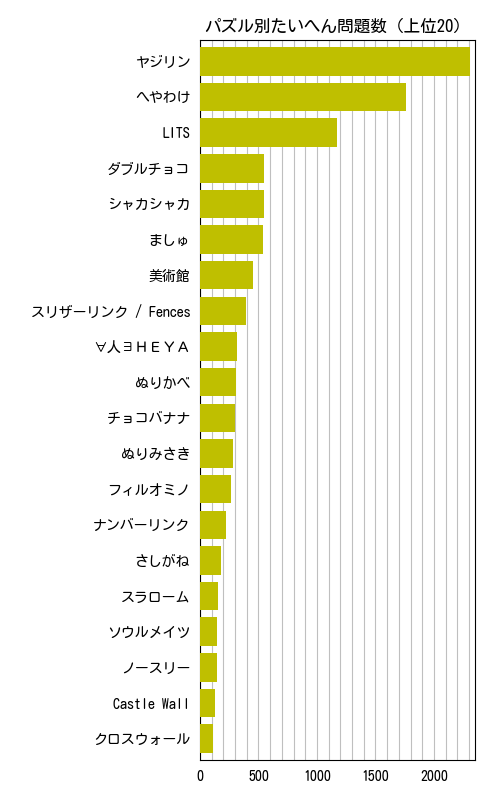 パズル別たいへん問題数（上位20）
ヤジリン
へやわけ
LITS
ダブルチョコ
シャカシャカ
ましゅ
美術館
スリザーリンク / Fences
∀人∃ＨＥＹＡ
ぬりかべ
チョコバナナ
ぬりみさき
フィルオミノ
ナンバーリンク
さしがね
スラローム
ソウルメイツ
ノースリー
Castle Wall
クロスウォール
0 500 1000 1500 2000